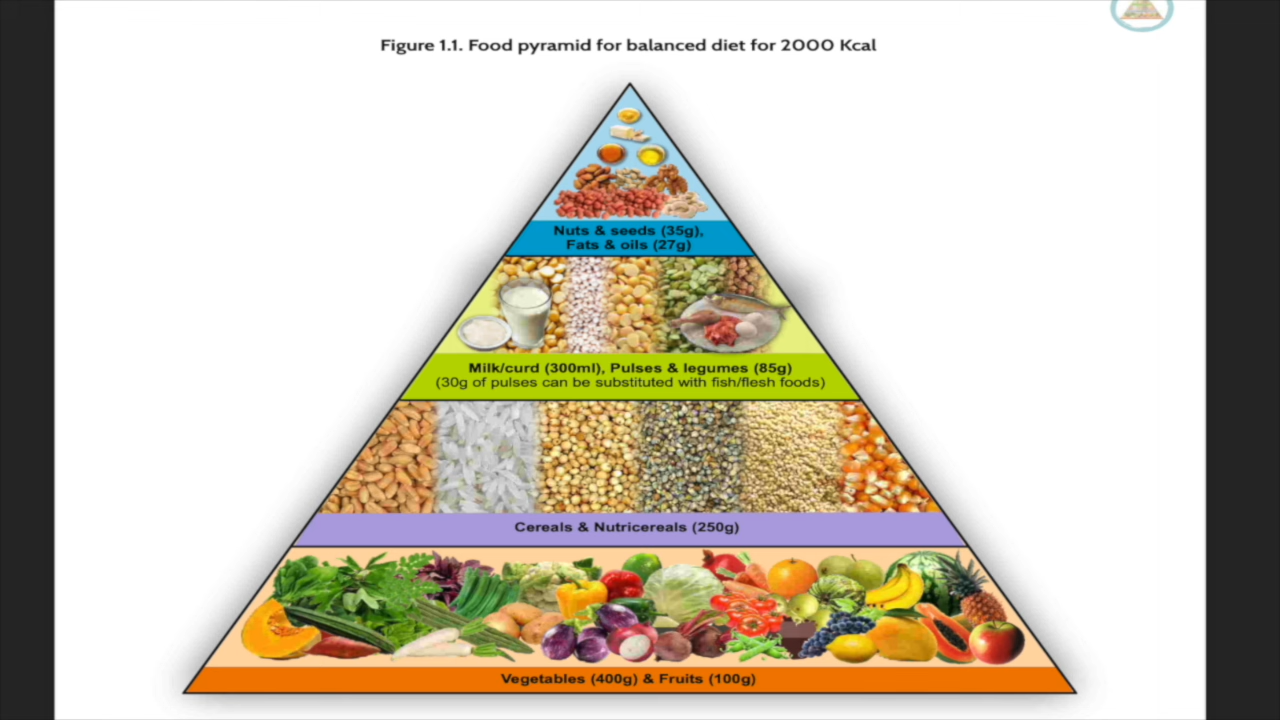 Figure 1.1. Food pyramid for balanced diet for 2000 Kcal
Nuts & seeds (35g),
Fats & oils (27g)
Milk/curd (300ml), Pulses & legumes (85g)
(30g of pulses can be substituted with fish/flesh foods)
Cereals & Nutricereals (250g)
Vegetables (400g) & Fruits (100g)